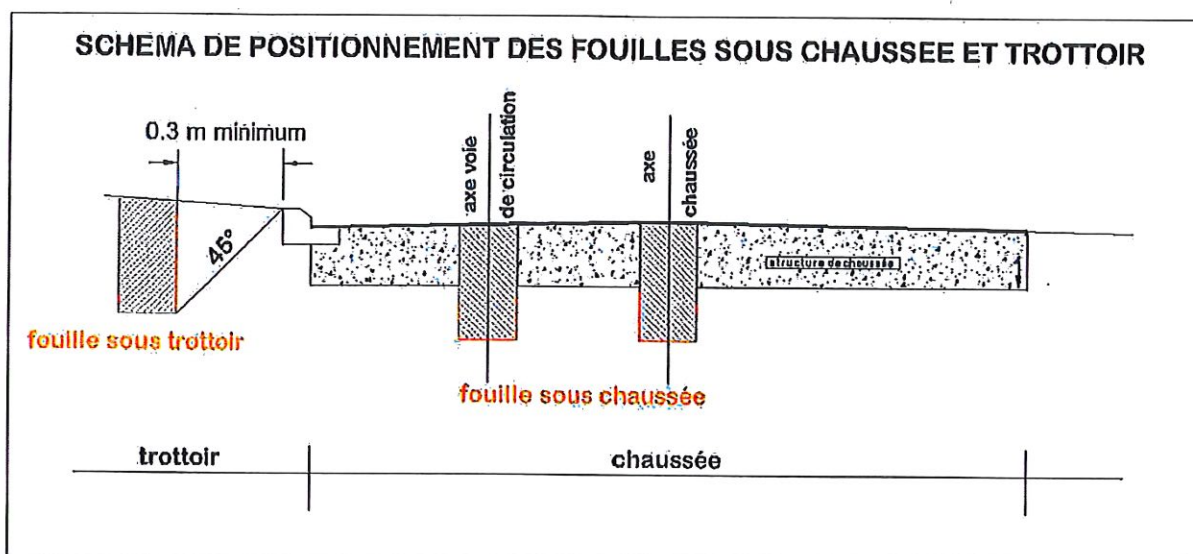 SCHEMA DE POSITIONNEMENT DES FOUILLES SOUS CHAUSSEE ET TROTTOIR
0.3 m minimum
axe voie
de circulation
axe
chaussée
45°
structure de chaussée
fouille sous trottoir
fouille sous chaussée
trottoir
chaussée